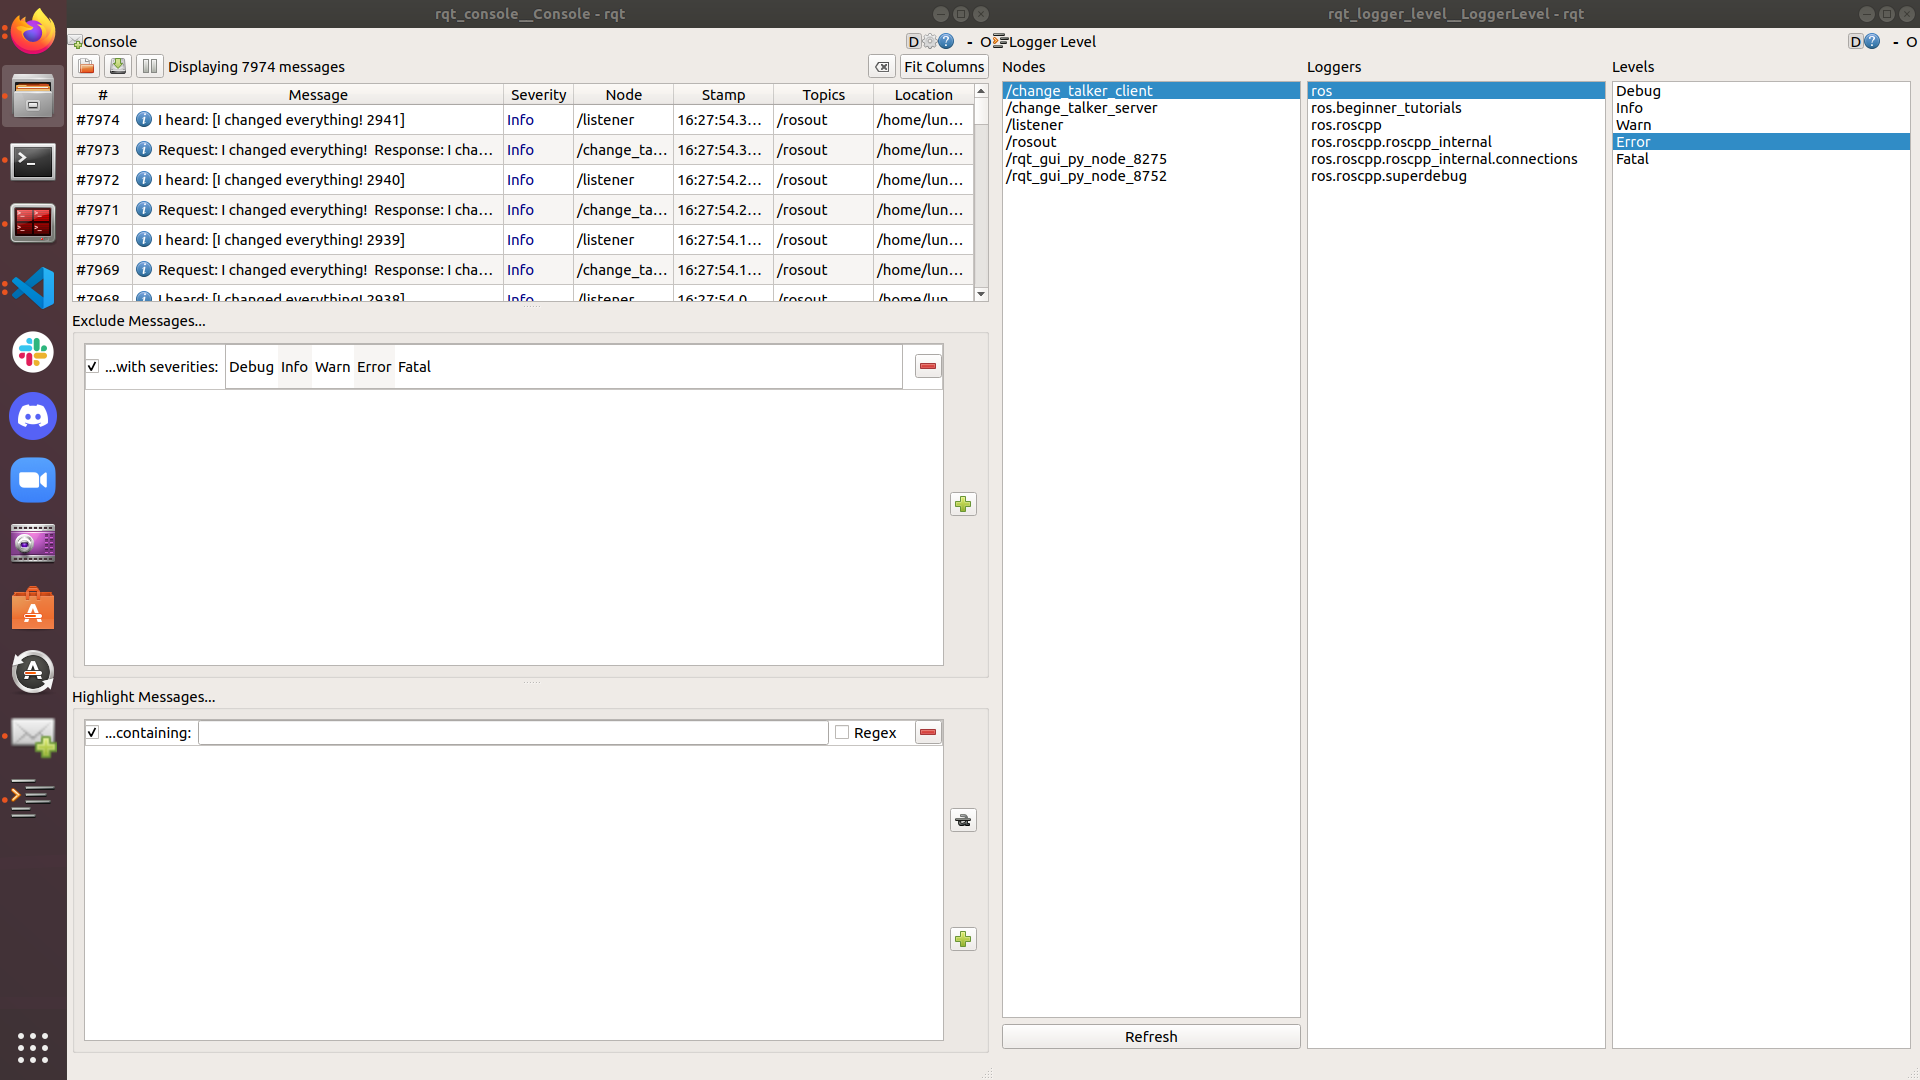 rqt_console__Console - rqt
Console
D - O
Displaying 7974 messages
Fit Columns
# Message Severity Node Stamp Topics Location
#7974 I heard: [I changed everything! 2941] Info /listener 16:27:54.3... /rosout /home/lun...
#7973 Request: I changed everything! Response: I cha... Info /change_ta... 16:27:54.3... /rosout /home/lun...
#7972 I heard: [I changed everything! 2940] Info /listener 16:27:54.2... /rosout /home/lun...
#7971 Request: I changed everything! Response: I cha... Info /change_ta... 16:27:54.2... /rosout /home/lun...
#7970 I heard: [I changed everything! 2939] Info /listener 16:27:54.1... /rosout /home/lun...
#7969 Request: I changed everything! Response: I cha... Info /change_ta... 16:27:54.1... /rosout /home/lun...
#7968 I heard: [I changed everything! 2938] Info /listener 16:27:54.0... /rosout /home/lun...
Exclude Messages...
...with severities: Debug Info Warn Error Fatal
Highlight Messages...
...containing: Regex
rqt_logger_level__LoggerLevel - rqt
Logger Level
D - O
Nodes
/change_talker_client
/change_talker_server
/listener
/rosout
/rqt_gui_py_node_8275
/rqt_gui_py_node_8752
Refresh
Loggers
ros
ros.beginner_tutorials
ros.roscpp
ros.roscpp.roscpp_internal
ros.roscpp.roscpp_internal.connections
ros.roscpp.superdebug
Levels
Debug
Info
Warn
Error
Fatal